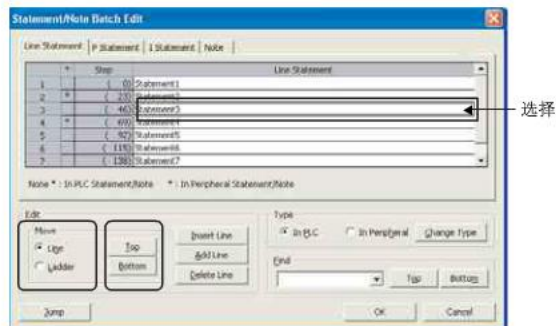 Statement/Note Batch Edit
Line Statement P Statement I Statement Note
* Step Line Statement
1 ( 0) Statement1
2 * ( 23) Statement2
3 ( 46) Statement3
选择
4 * ( 69) Statement4
5 ( 92) Statement5
6 ( 115) Statement6
7 ( 138) Statement7
None * : In PLC Statement/Note * : In Peripheral Statement/Note
Edit
Move
Line
Ladder
Top
Bottom
Insert Line
Add Line
Delete Line
Type
In PLC In Peripheral Change Type
Find
Top Bottom
Jump OK Cancel